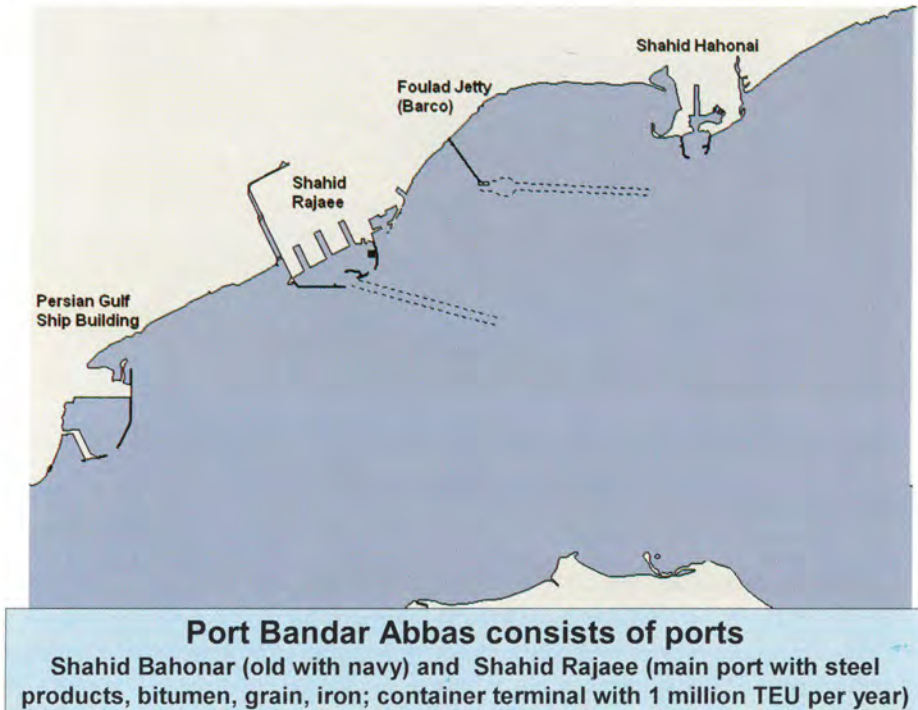 Shahid Hahonai
Foulad Jetty
(Barco)
Shahid
Rajaee
Persian Gulf
Ship Building
Port Bandar Abbas consists of ports
Shahid Bahonar (old with navy) and Shahid Rajaee (main port with steel
products, bitumen, grain, iron; container terminal with 1 million TEU per year)